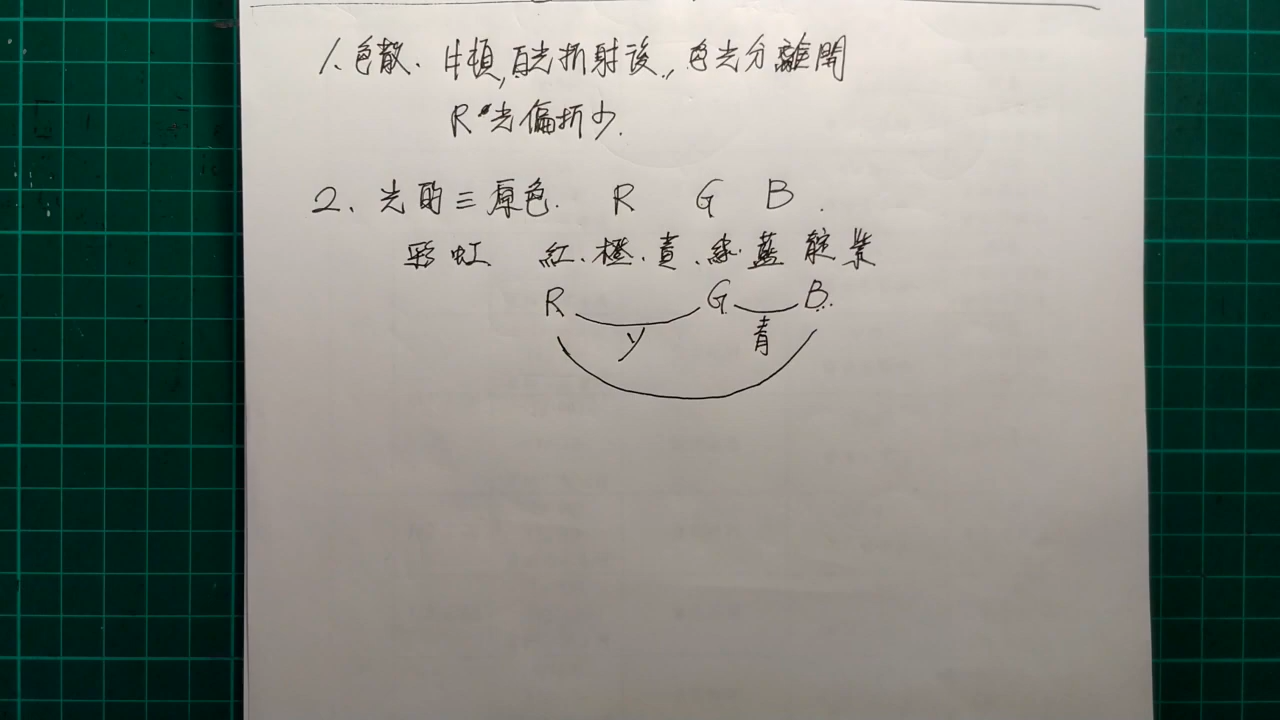 1、色散. 牛頓, 白光折射後, 色光分離開
R 光偏折少.
2、光的三原色. R G B.
彩虹 紅、橙、黃、綠、藍 靛 紫
R G B.
y 青